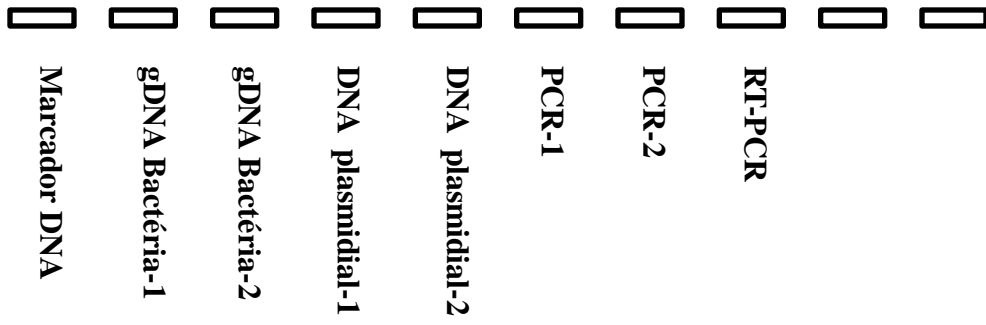 Marcador DNA
gDNA Bactéria-1
gDNA Bactéria-2
DNA plasmidial-1
DNA plasmidial-2
PCR-1
PCR-2
RT-PCR